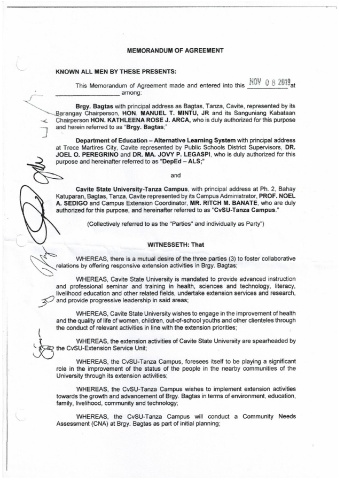 MEMORANDUM OF AGREEMENT
KNOWN ALL MEN BY THESE PRESENTS:
This Memorandum of Agreement made and entered into this NOV 08 2019 at
among:
Brgy. Bagtas with principal address as Bagtas, Tanza, Cavite, represented by its
Barangay Chairperson, HON. MANUEL T. MINTU, JR and its Sanguniang Kabataan
Chairperson HON. KATHLEENA ROSE J. ARCA, who is duly authorized for this purpose
and herein referred to as "Brgy. Bagtas;"
Department of Education – Alternative Learning System with principal address
at Trece Martires City, Cavite represented by Public Schools District Supervisors, DR.
JOEL O. PEREGRINO and DR. MA. JOVY P. LEGASPI, who is duly authorized for this
purpose and hereinafter referred to as "DepEd – ALS;"
and
Cavite State University-Tanza Campus, with principal address at Ph. 2, Bahay
Katuparan, Bagtas, Tanza, Cavite represented by its Campus Administrator, PROF. NOEL
A. SEDIGO and Campus Extension Coordinator, MR. RITCH M. BANATE, who are duly
authorized for this purpose, and hereinafter referred to as "CvSU-Tanza Campus."
(Collectively referred to as the "Parties" and individually as Party")
WITNESSETH: That
WHEREAS, there is a mutual desire of the three parties (3) to foster collaborative
relations by offering responsive extension activities in Brgy. Bagtas;
WHEREAS, Cavite State University is mandated to provide advanced instruction
and professional seminar and training in health, sciences and technology, literacy,
livelihood education and other related fields, undertake extension services and research,
and provide progressive leadership in said areas;
WHEREAS, Cavite State University wishes to engage in the improvement of health
and the quality of life of women, children, out-of-school youths and other clienteles through
the conduct of relevant activities in line with the extension priorities;
WHEREAS, the extension activities of Cavite State University are spearheaded by
the CvSU-Extension Service Unit;
WHEREAS, the CvSU-Tanza Campus, foresees itself to be playing a significant
role in the improvement of the status of the people in the nearby communities of the
University through its extension activities;
WHEREAS, the CvSU-Tanza Campus wishes to implement extension activities
towards the growth and advancement of Brgy. Bagtas in terms of environment, education,
family, livelihood, community and technology;
WHEREAS, the CvSU-Tanza Campus will conduct a Community Needs
Assessment (CNA) at Brgy. Bagtas as part of initial planning;